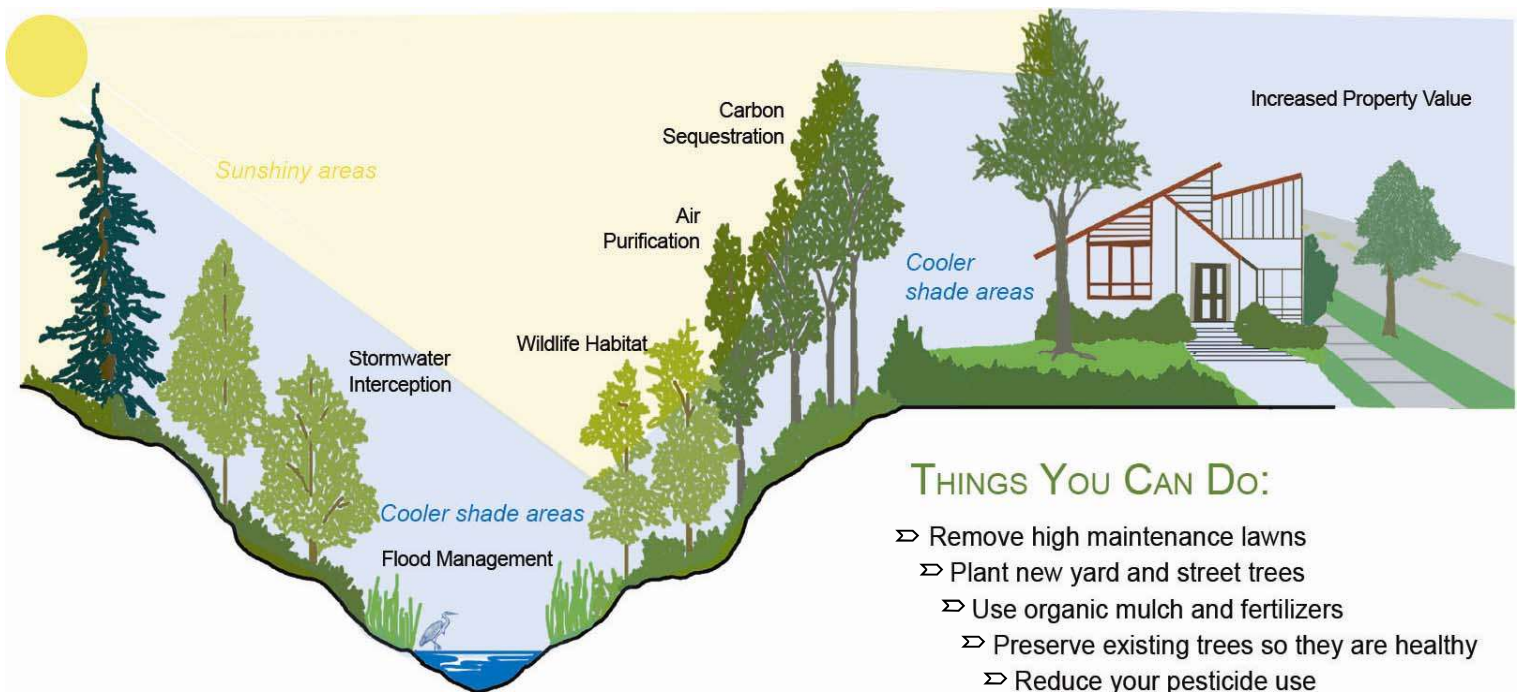 Sunshiny areas
Carbon
Sequestration
Increased Property Value
Air
Purification
Cooler
shade areas
Wildlife Habitat
Stormwater
Interception
Cooler shade areas
Flood Management
THINGS YOU CAN DO:
Remove high maintenance lawns
Plant new yard and street trees
Use organic mulch and fertilizers
Preserve existing trees so they are healthy
Reduce your pesticide use